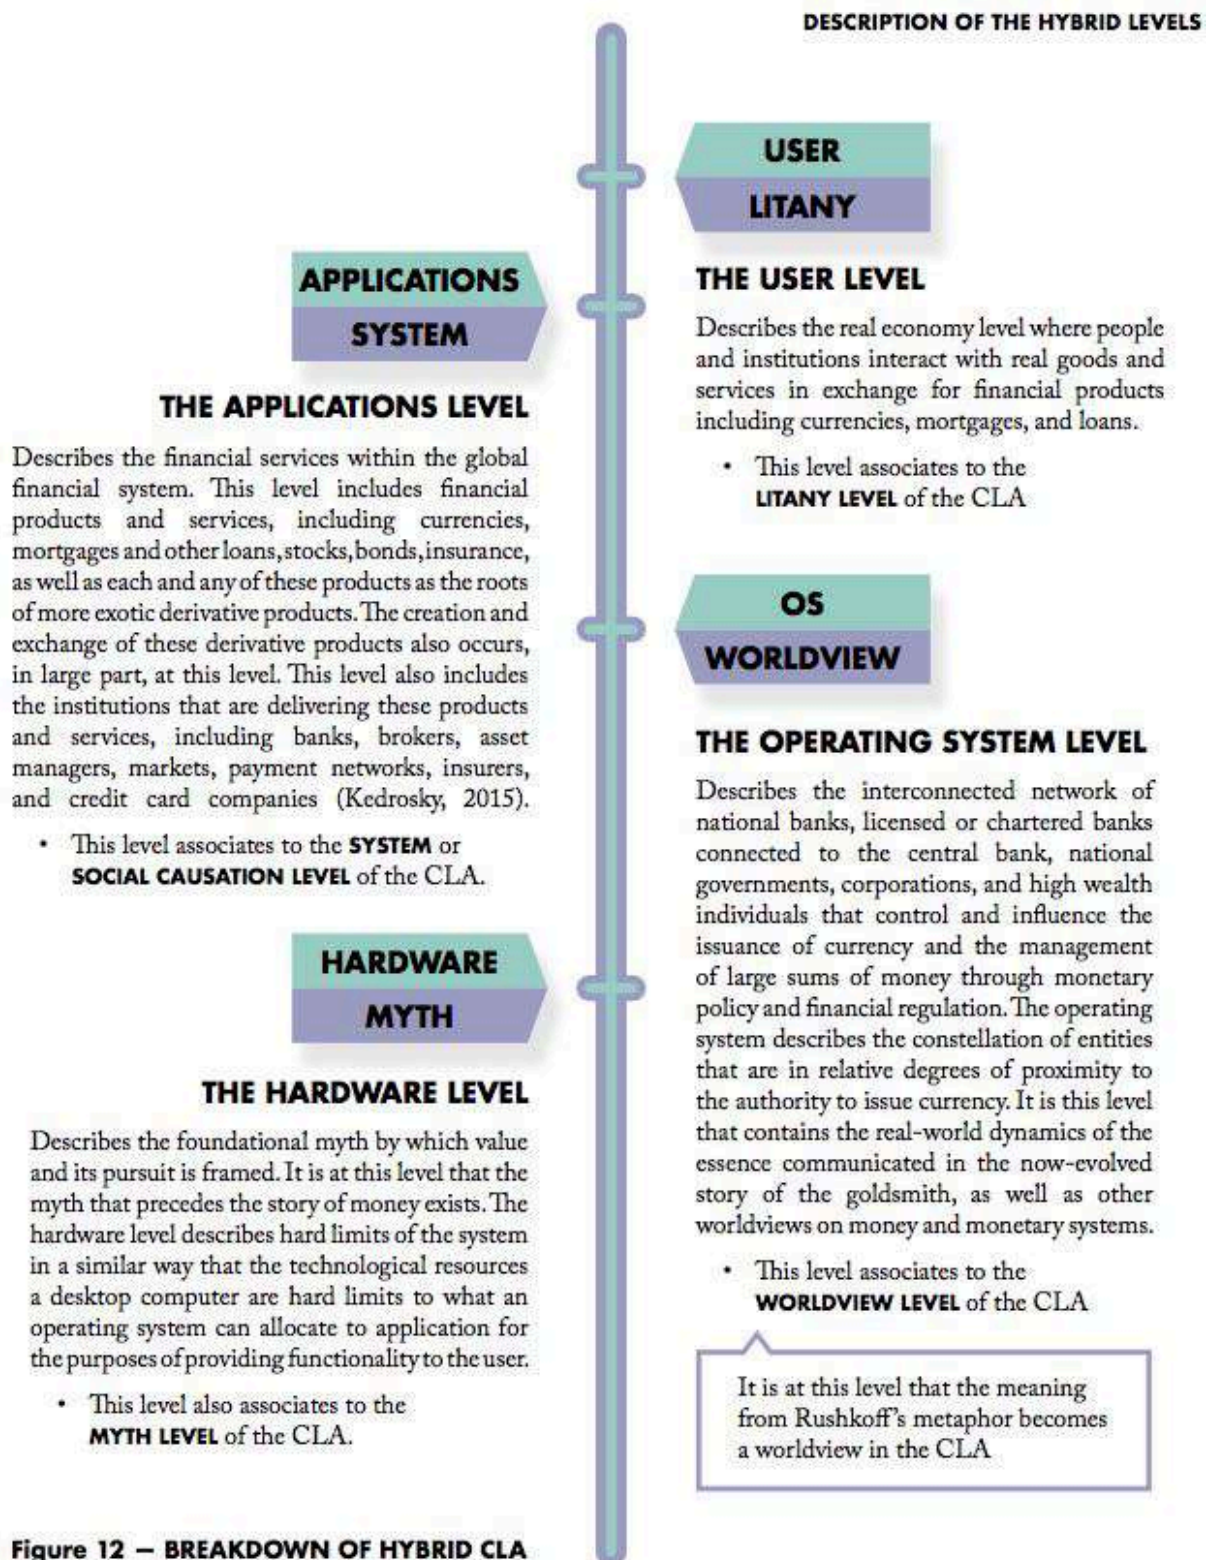 DESCRIPTION OF THE HYBRID LEVELS
USER
LITANY
THE USER LEVEL
Describes the real economy level where people
and institutions interact with real goods and
services in exchange for financial products
including currencies, mortgages, and loans.
• This level associates to the
LITANY LEVEL of the CLA
APPLICATIONS
SYSTEM
THE APPLICATIONS LEVEL
Describes the financial services within the global
financial system. This level includes financial
products and services, including currencies,
mortgages and other loans, stocks, bonds, insurance,
as well as each and any of these products as the roots
of more exotic derivative products. The creation and
exchange of these derivative products also occurs,
in large part, at this level. This level also includes
the institutions that are delivering these products
and services, including banks, brokers, asset
managers, markets, payment networks, insurers,
and credit card companies (Kedrosky, 2015).
• This level associates to the SYSTEM or
SOCIAL CAUSATION LEVEL of the CLA.
OS
WORLDVIEW
THE OPERATING SYSTEM LEVEL
Describes the interconnected network of
national banks, licensed or chartered banks
connected to the central bank, national
governments, corporations, and high wealth
individuals that control and influence the
issuance of currency and the management
of large sums of money through monetary
policy and financial regulation. The operating
system describes the constellation of entities
that are in relative degrees of proximity to
the authority to issue currency. It is this level
that contains the real-world dynamics of the
essence communicated in the now-evolved
story of the goldsmith, as well as other
worldviews on money and monetary systems.
• This level associates to the
WORLDVIEW LEVEL of the CLA
It is at this level that the meaning
from Rushkoff's metaphor becomes
a worldview in the CLA
HARDWARE
MYTH
THE HARDWARE LEVEL
Describes the foundational myth by which value
and its pursuit is framed. It is at this level that the
myth that precedes the story of money exists. The
hardware level describes hard limits of the system
in a similar way that the technological resources
a desktop computer are hard limits to what an
operating system can allocate to application for
the purposes of providing functionality to the user.
• This level also associates to the
MYTH LEVEL of the CLA.
Figure 12 — BREAKDOWN OF HYBRID CLA